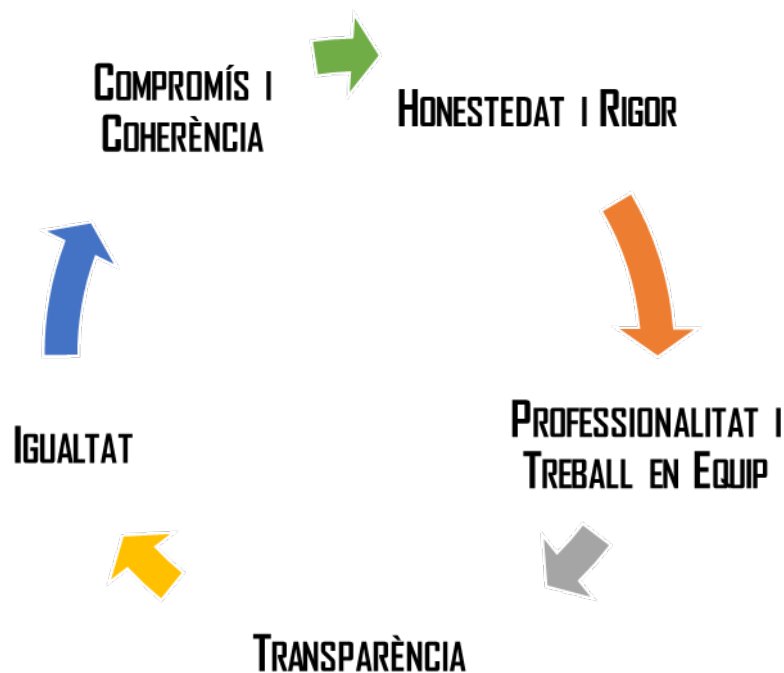 Compromís i
Coherència
Honestedat i Rigor
Professionalitat i
Treball en Equip
Transparència
Igualtat